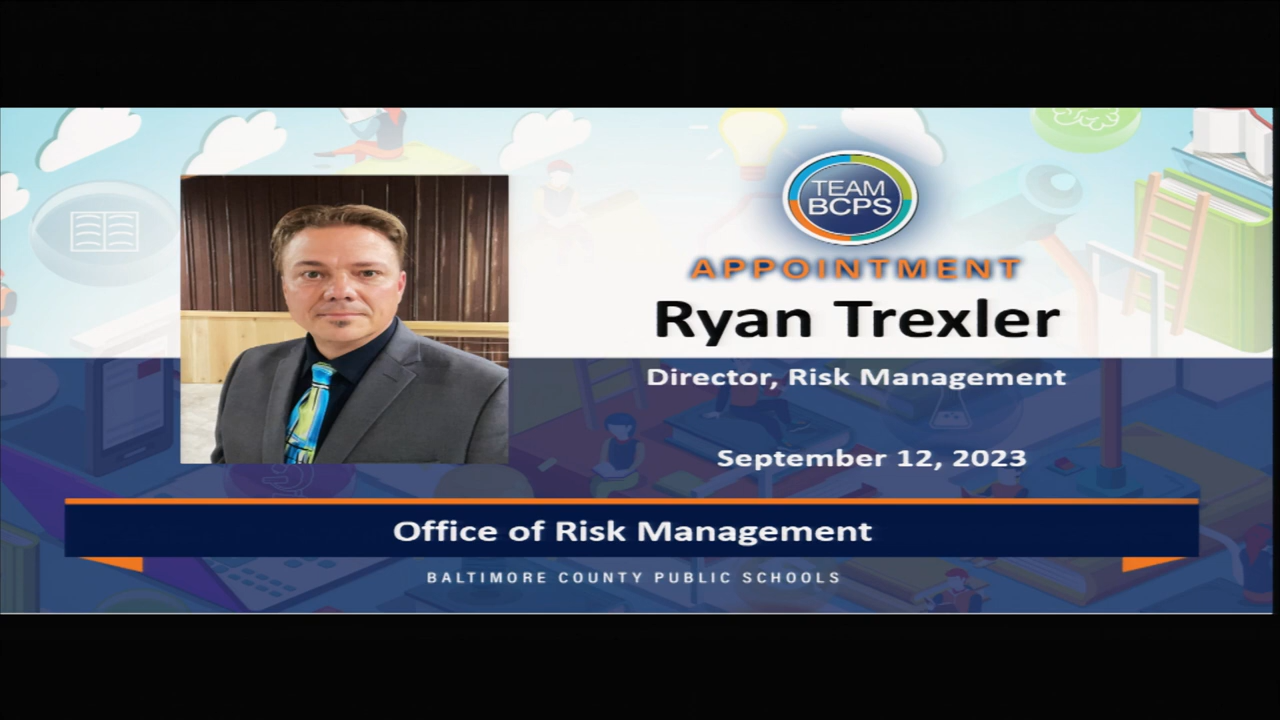 TEAM
BCPS
APPOINTMENT
Ryan Trexler
Director, Risk Management
September 12, 2023
Office of Risk Management
BALTIMORE COUNTY PUBLIC SCHOOLS